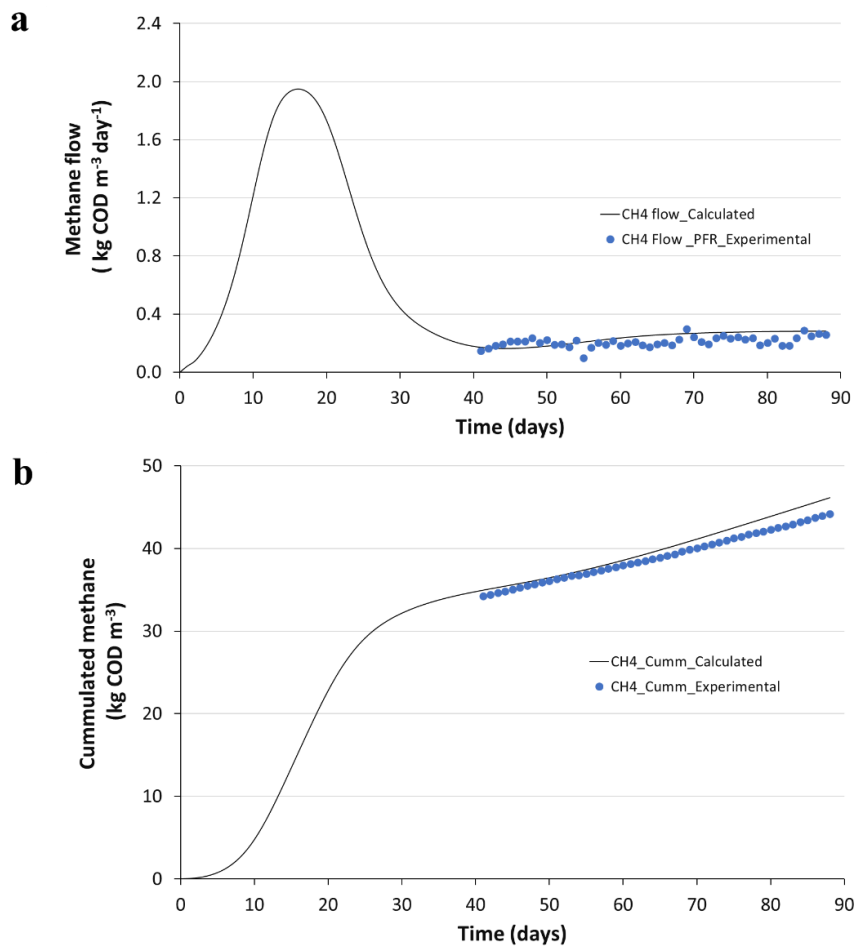 a
Methane flow
( kg COD m⁻³ day⁻¹)
2.4
2.0
1.6
1.2
0.8
0.4
0.0
CH4 flow_Calculated
CH4 Flow _PFR_Experimental
0 10 20 30 40 50 60 70 80 90
Time (days)
b
Cummulated methane
(kg COD m⁻³)
50
40
30
20
10
0
CH4_Cumm_Calculated
CH4_Cumm_Experimental
0 10 20 30 40 50 60 70 80 90
Time (days)